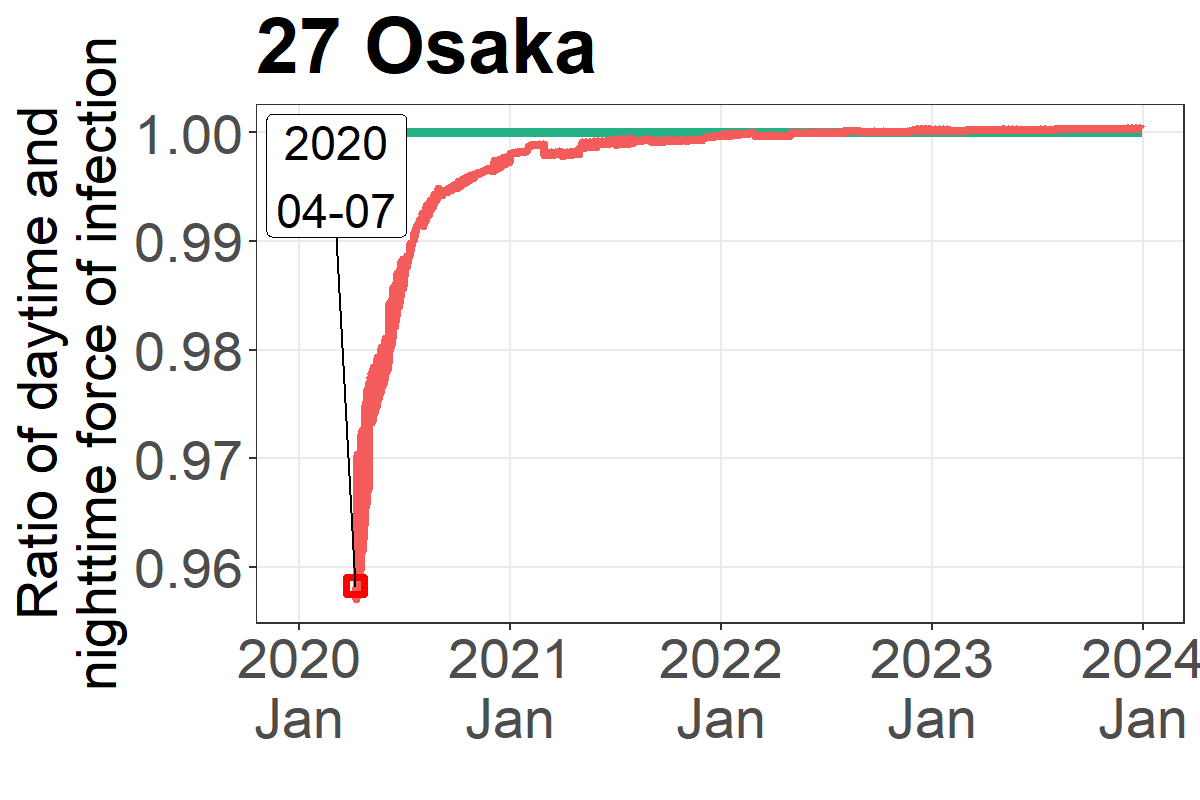 27 Osaka
Ratio of daytime and
nighttime force of infection
1.00
0.99
0.98
0.97
0.96
2020
04-07
2020 2021 2022 2023 2024
Jan Jan Jan Jan Jan